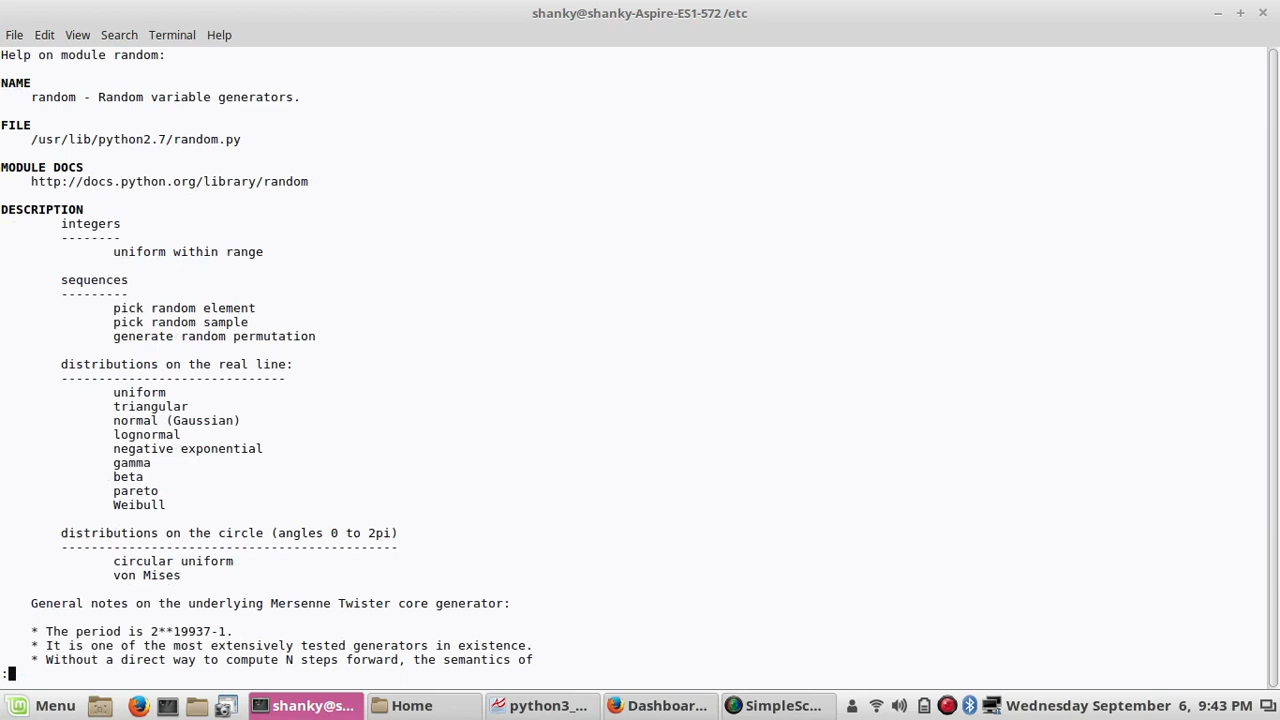 shanky@shanky-Aspire-ES1-572 /etc
File Edit View Search Terminal Help
Help on module random:
NAME
random - Random variable generators.
FILE
/usr/lib/python2.7/random.py
MODULE DOCS
http://docs.python.org/library/random
DESCRIPTION
integers
--------
uniform within range
sequences
---------
pick random element
pick random sample
generate random permutation
distributions on the real line:
------------------------------
uniform
triangular
normal (Gaussian)
lognormal
negative exponential
gamma
beta
pareto
Weibull
distributions on the circle (angles 0 to 2pi)
---------------------------------------------
circular uniform
von Mises
General notes on the underlying Mersenne Twister core generator:
* The period is 2**19937-1.
* It is one of the most extensively tested generators in existence.
* Without a direct way to compute N steps forward, the semantics of
:
Menu shanky@s... Home python3_... Dashboar... SimpleSc... Wednesday September 6, 9:43 PM